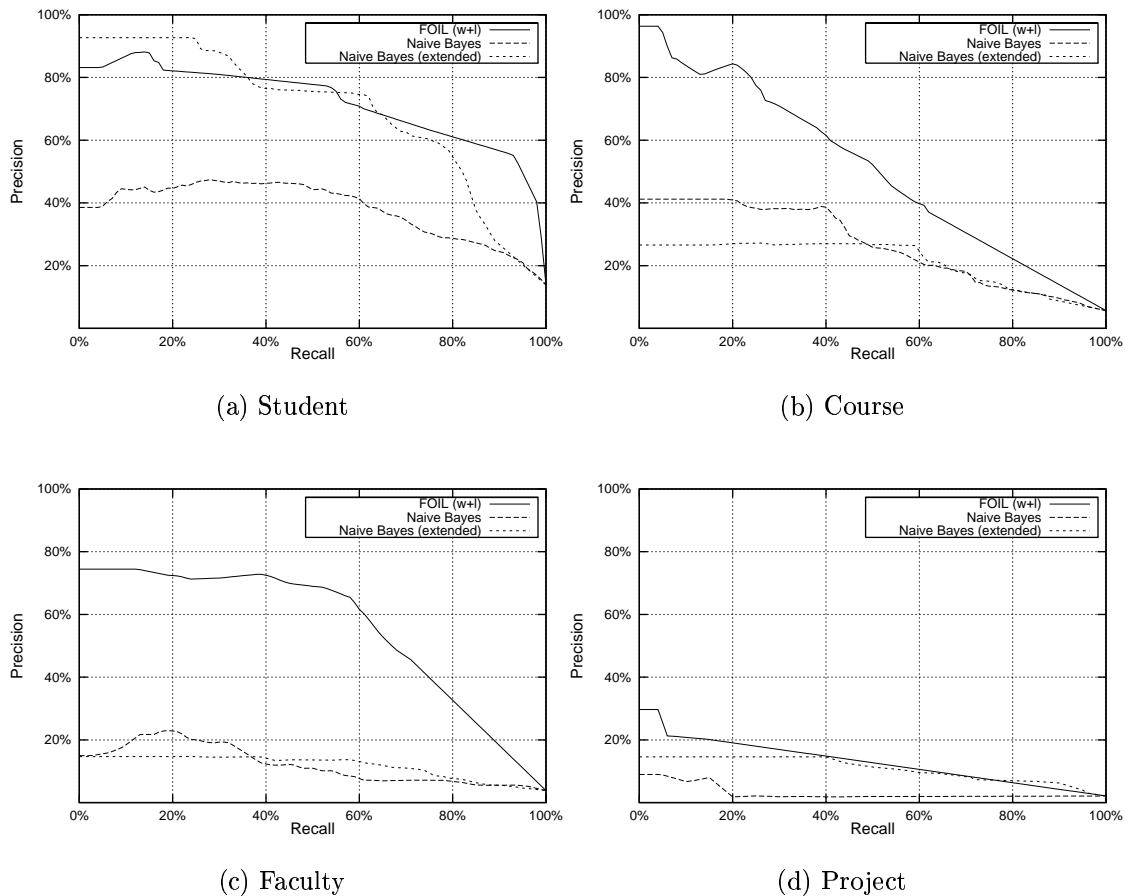 100%
80%
60%
40%
20%
Precision
0%
20%
40%
60%
80%
100%
Recall
FOIL (w+l)
Naive Bayes
Naive Bayes (extended)
(a) Student
100%
80%
60%
40%
20%
Precision
0%
20%
40%
60%
80%
100%
Recall
FOIL (w+l)
Naive Bayes
Naive Bayes (extended)
(b) Course
100%
80%
60%
40%
20%
Precision
0%
20%
40%
60%
80%
100%
Recall
FOIL (w+l)
Naive Bayes
Naive Bayes (extended)
(c) Faculty
100%
80%
60%
40%
20%
Precision
0%
20%
40%
60%
80%
100%
Recall
FOIL (w+l)
Naive Bayes
Naive Bayes (extended)
(d) Project